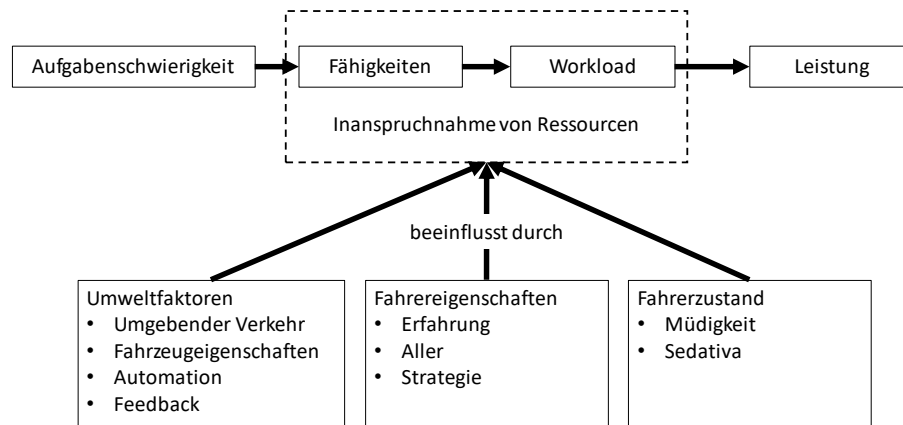 Aufgabenschwierigkeit
Fähigkeiten
Workload
Leistung
Inanspruchnahme von Ressourcen
beeinflusst durch
Umweltfaktoren
• Umgebender Verkehr
• Fahrzeugeigenschaften
• Automation
• Feedback
Fahrereigenschaften
• Erfahrung
• Aller
• Strategie
Fahrerzustand
• Müdigkeit
• Sedativa